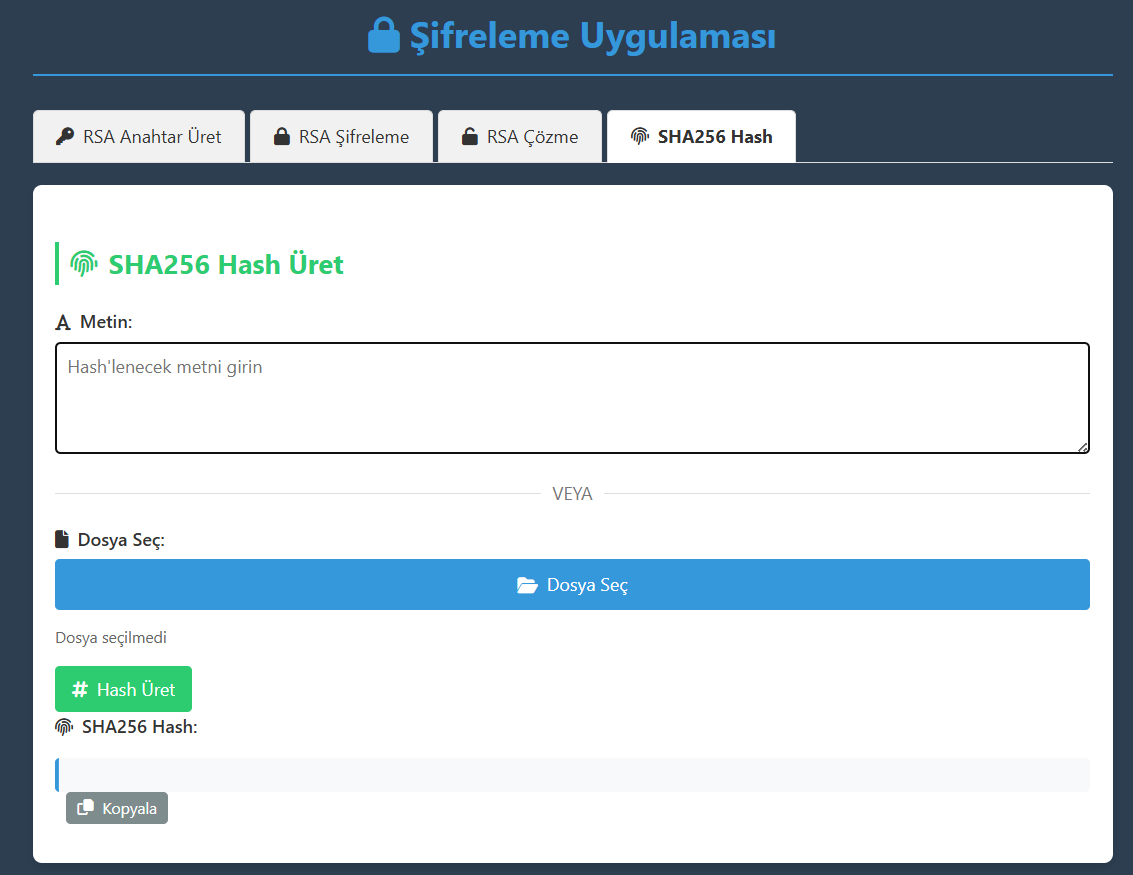 Şifreleme Uygulaması
RSA Anahtar Üret RSA Şifreleme RSA Çözme SHA256 Hash
SHA256 Hash Üret
Metin:
Hash'lenecek metni girin
VEYA
Dosya Seç:
Dosya Seç
Dosya seçilmedi
# Hash Üret
SHA256 Hash:
Kopyala